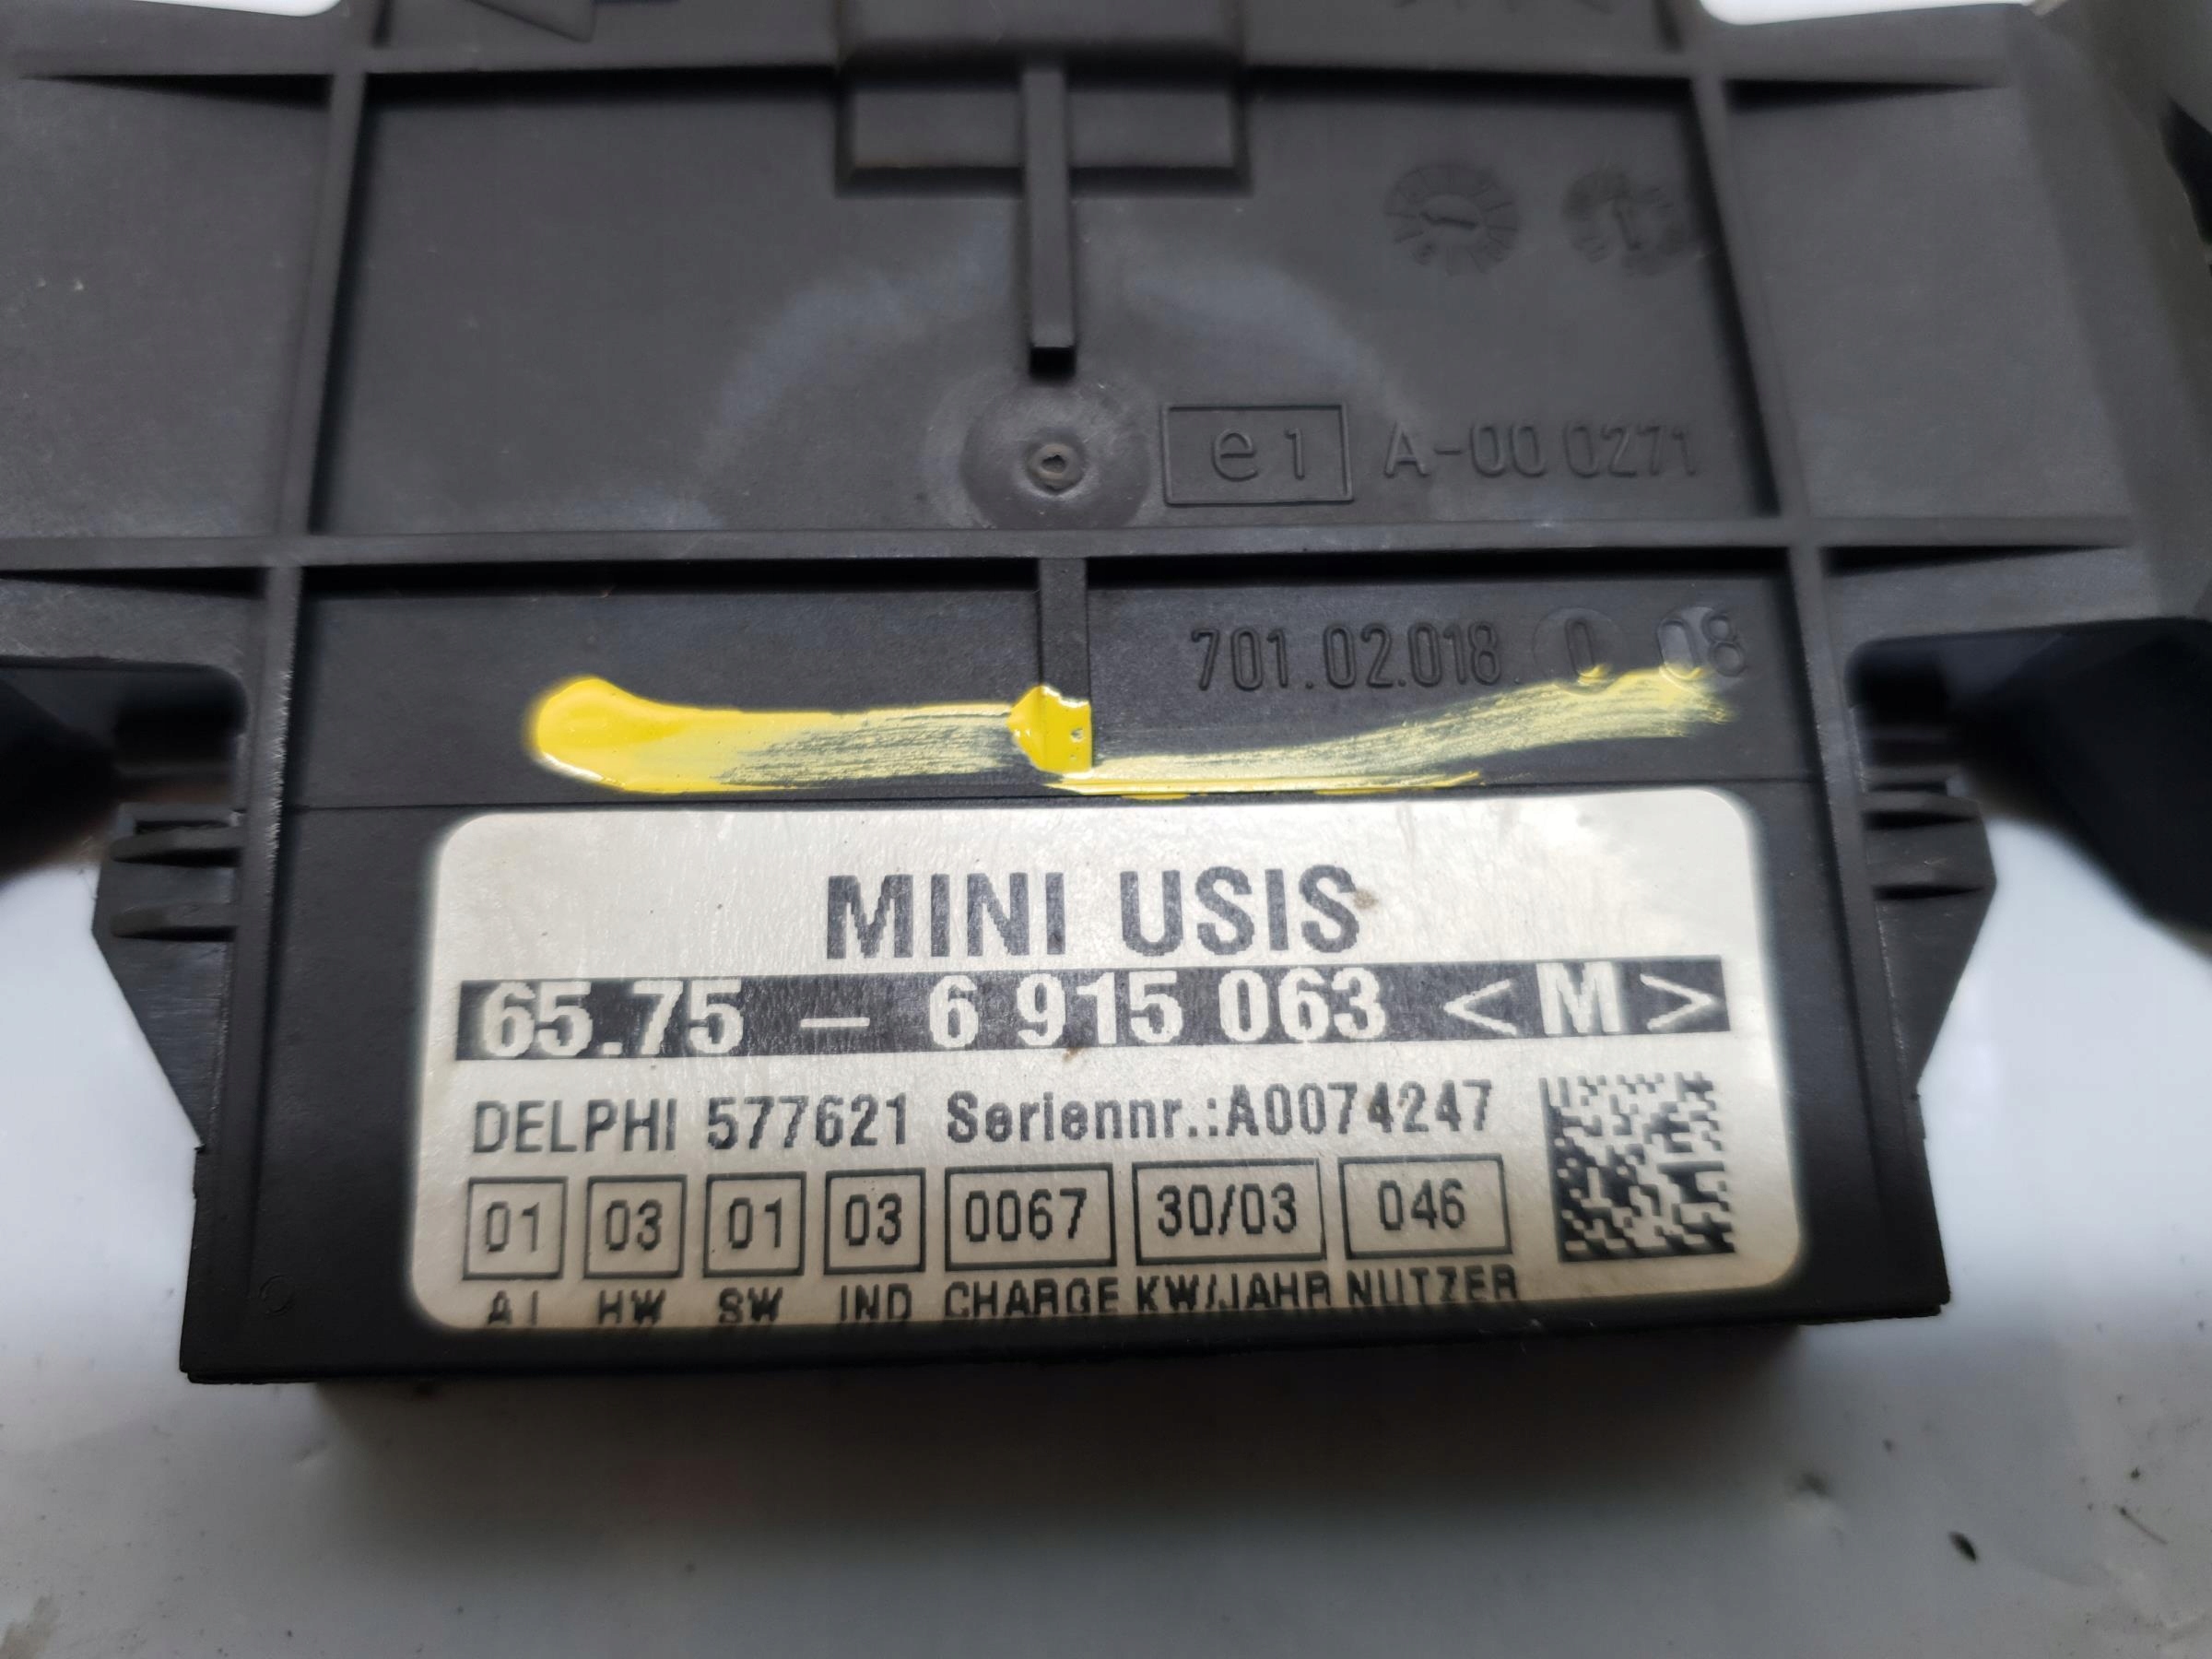 e1 A-00 0271
701.02.018. 0 08
MINI USIS
65.75 – 6 915 063 <M>
DELPHI 577621 Seriennr.:A0074247
01 03 01 03 0067 30/03 046
AI HW SW IND CHARGE KW/JAHR NUTZER